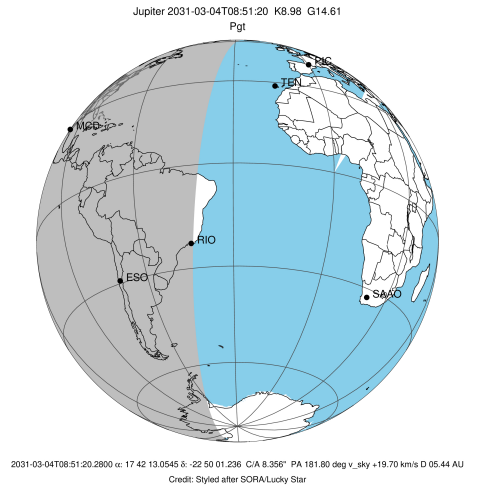 Jupiter 2031-03-04T08:51:20 K8.98 G14.61
Pgt
PIC
TEN
MCD
RIO
ESO
SAAO
2031-03-04T08:51:20.2800 α: 17 42 13.0545 δ: -22 50 01.236 C/A 8.356" PA 181.80 deg v_sky +19.70 km/s D 05.44 AU
Credit: Styled after SORA/Lucky Star